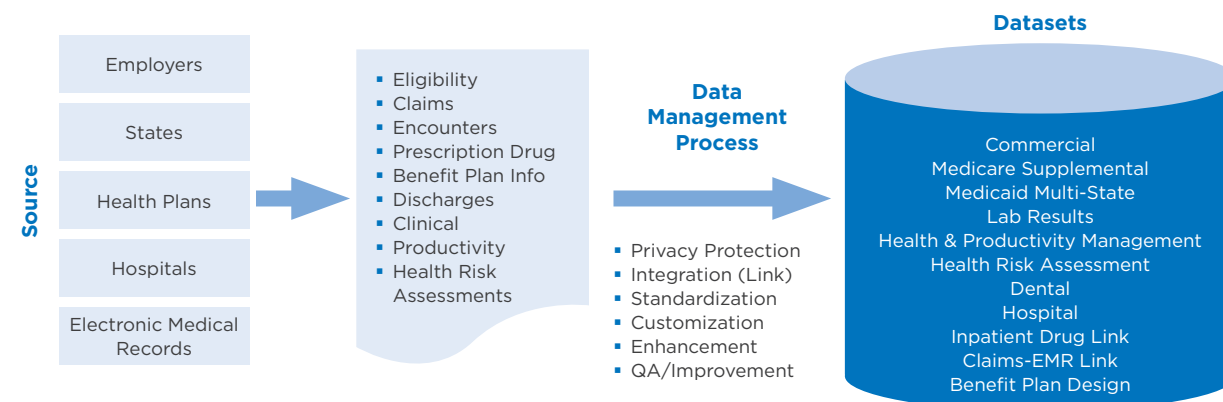 Source
Employers
States
Health Plans
Hospitals
Electronic Medical
Records
▪ Eligibility
▪ Claims
▪ Encounters
▪ Prescription Drug
▪ Benefit Plan Info
▪ Discharges
▪ Clinical
▪ Productivity
▪ Health Risk
Assessments
Data
Management
Process
▪ Privacy Protection
▪ Integration (Link)
▪ Standardization
▪ Customization
▪ Enhancement
▪ QA/Improvement
Datasets
Commercial
Medicare Supplemental
Medicaid Multi-State
Lab Results
Health & Productivity Management
Health Risk Assessment
Dental
Hospital
Inpatient Drug Link
Claims-EMR Link
Benefit Plan Design